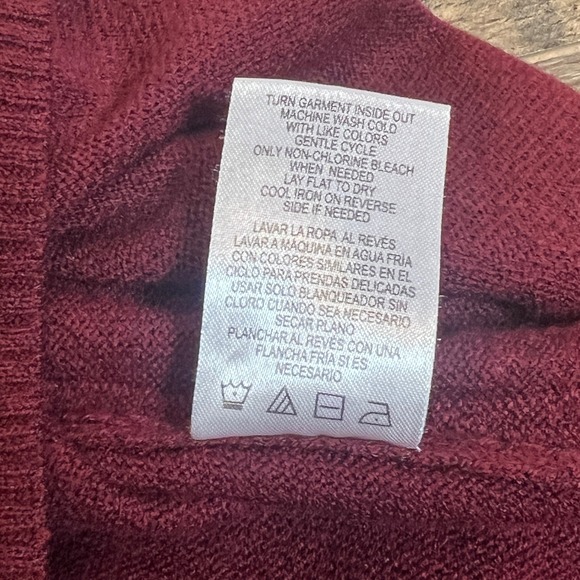 TURN GARMENT INSIDE OUT
MACHINE WASH COLD
WITH LIKE COLORS
GENTLE CYCLE
ONLY NON-CHLORINE BLEACH
WHEN NEEDED
LAY FLAT TO DRY
COOL IRON ON REVERSE
SIDE IF NEEDED
LAVAR LA ROPA AL REVÉS
LAVAR A MÁQUINA EN AGUA FRÍA
CON COLORES SIMILARES EN EL
CICLO PARA PRENDAS DELICADAS
USAR SOLO BLANQUEADOR SIN
CLORO CUANDO SEA NECESARIO
SECAR PLANO
PLANCHAR AL REVÉS CON UNA
PLANCHA FRÍA SI ES
NECESARIO